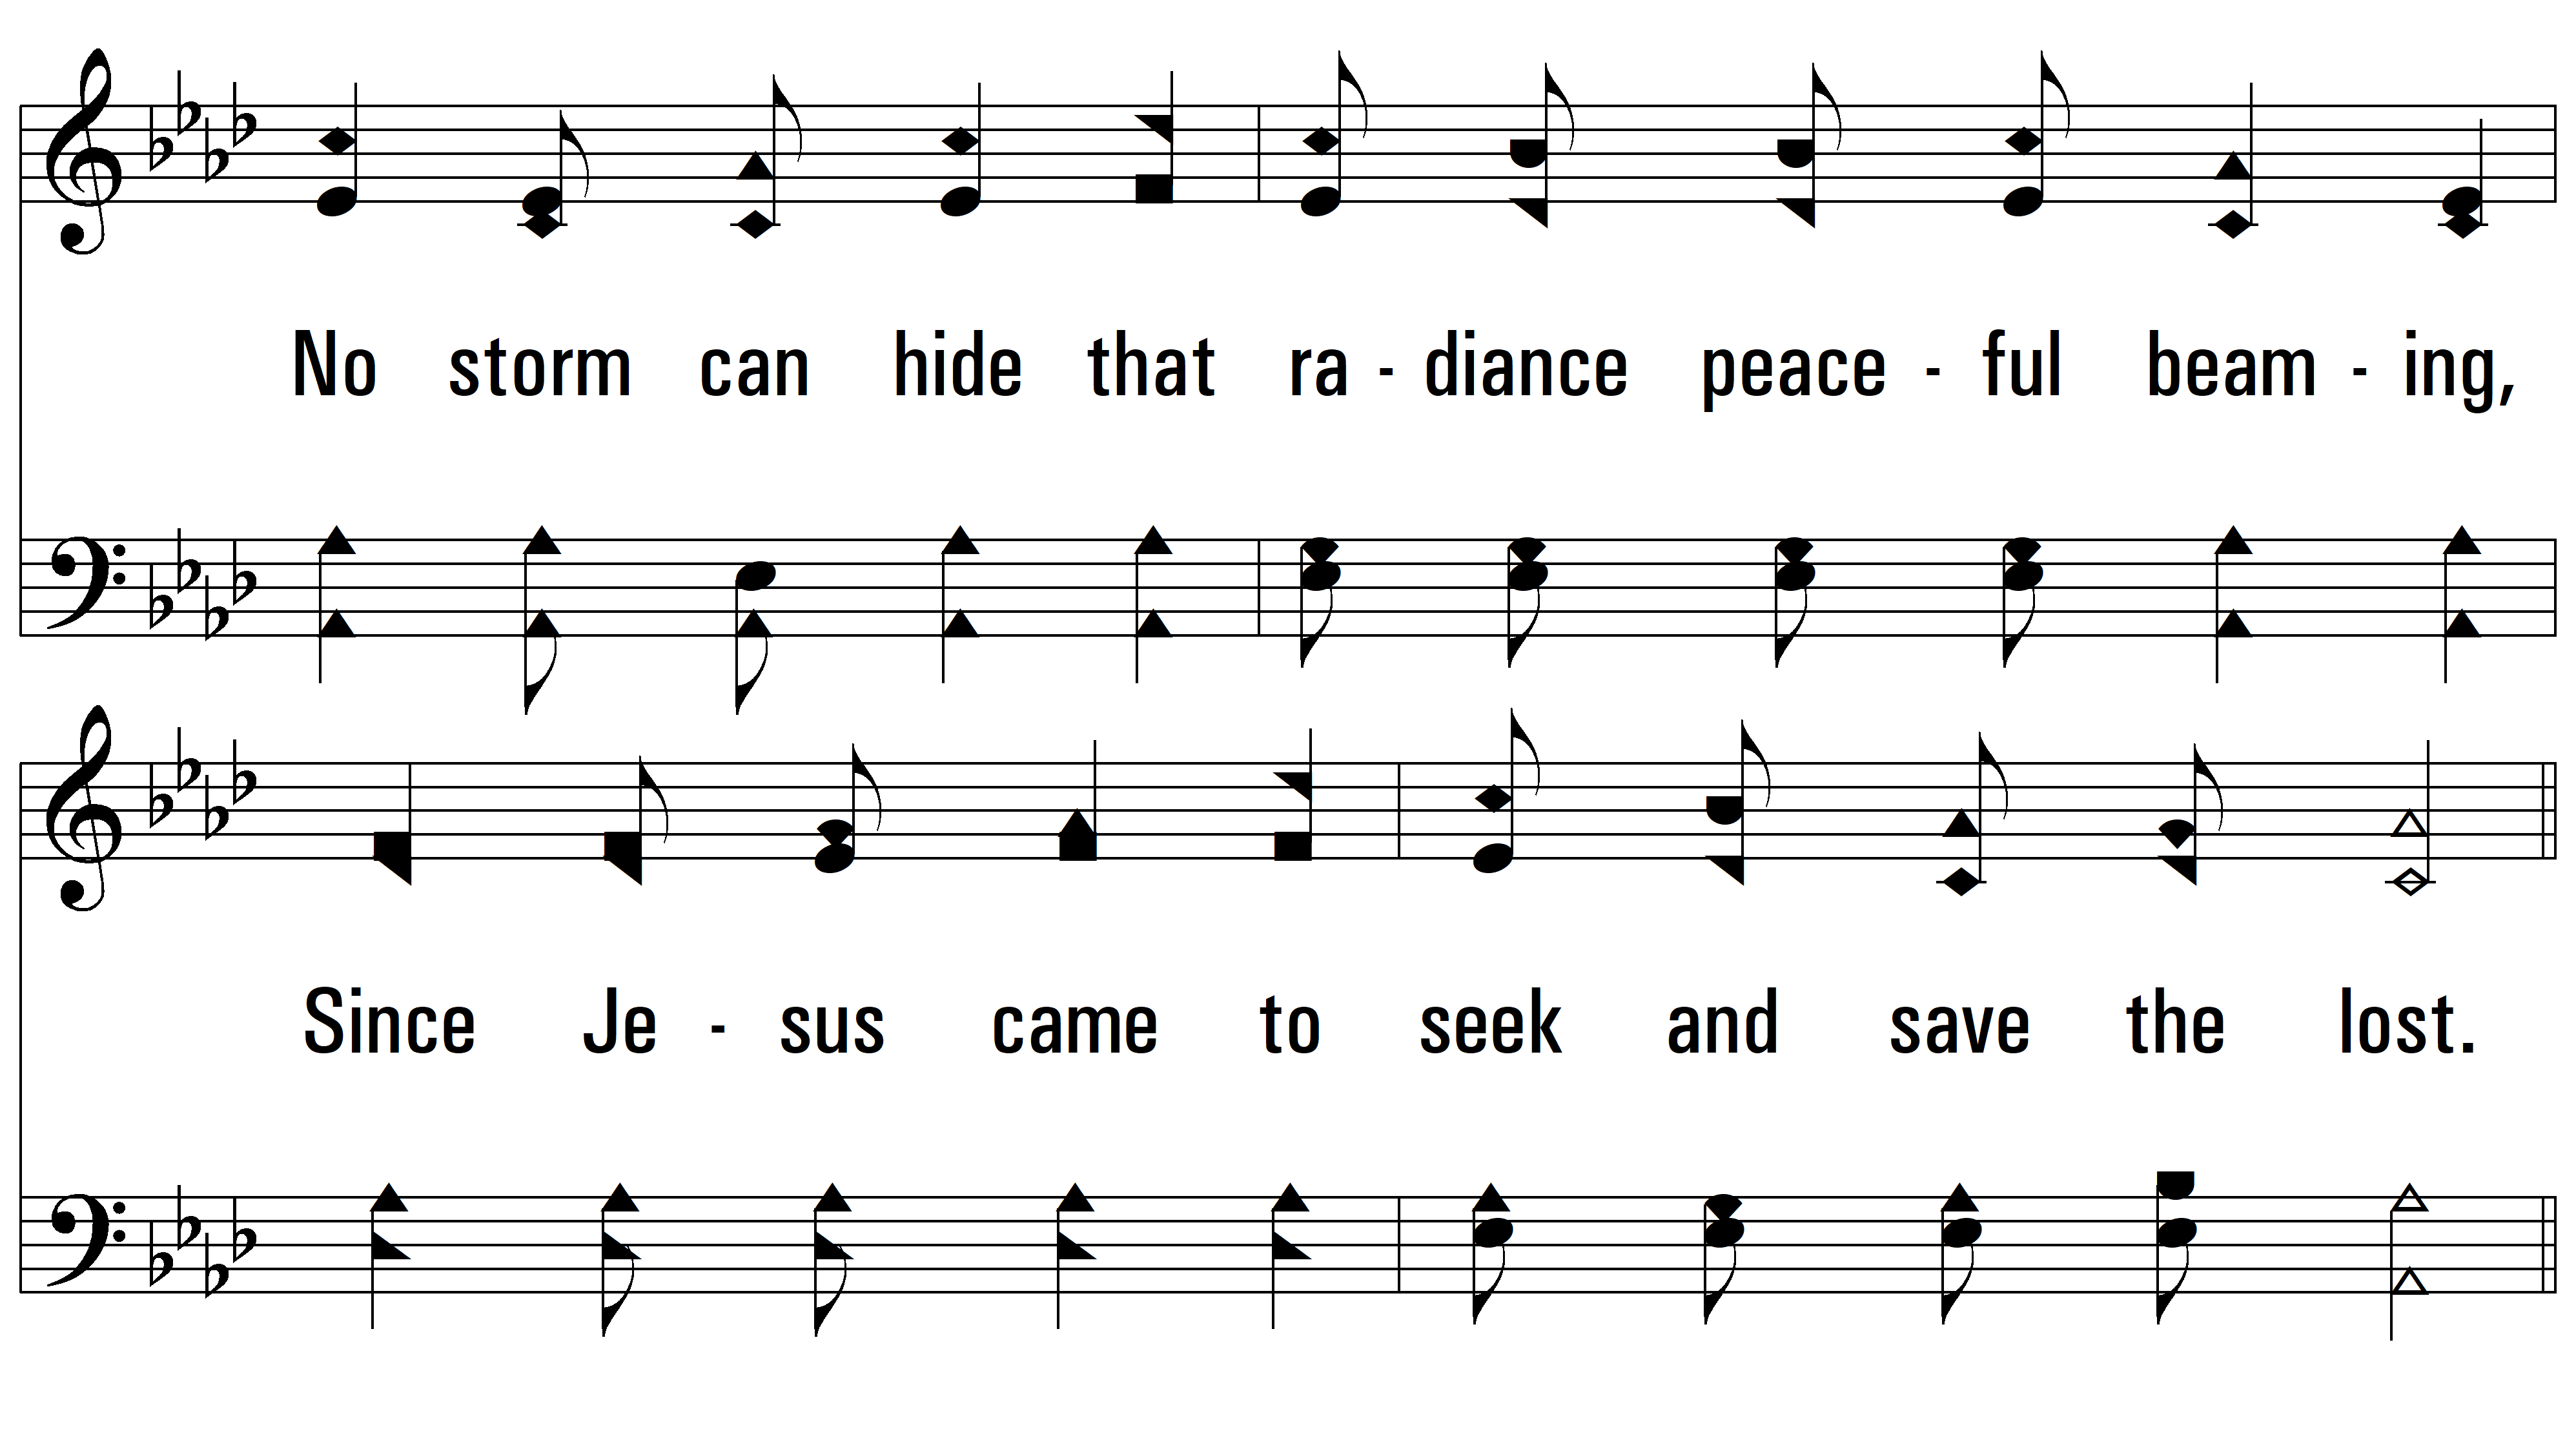 No storm can hide that ra - diance peace - ful beam - ing,
Since Je - sus came to seek and save the lost.